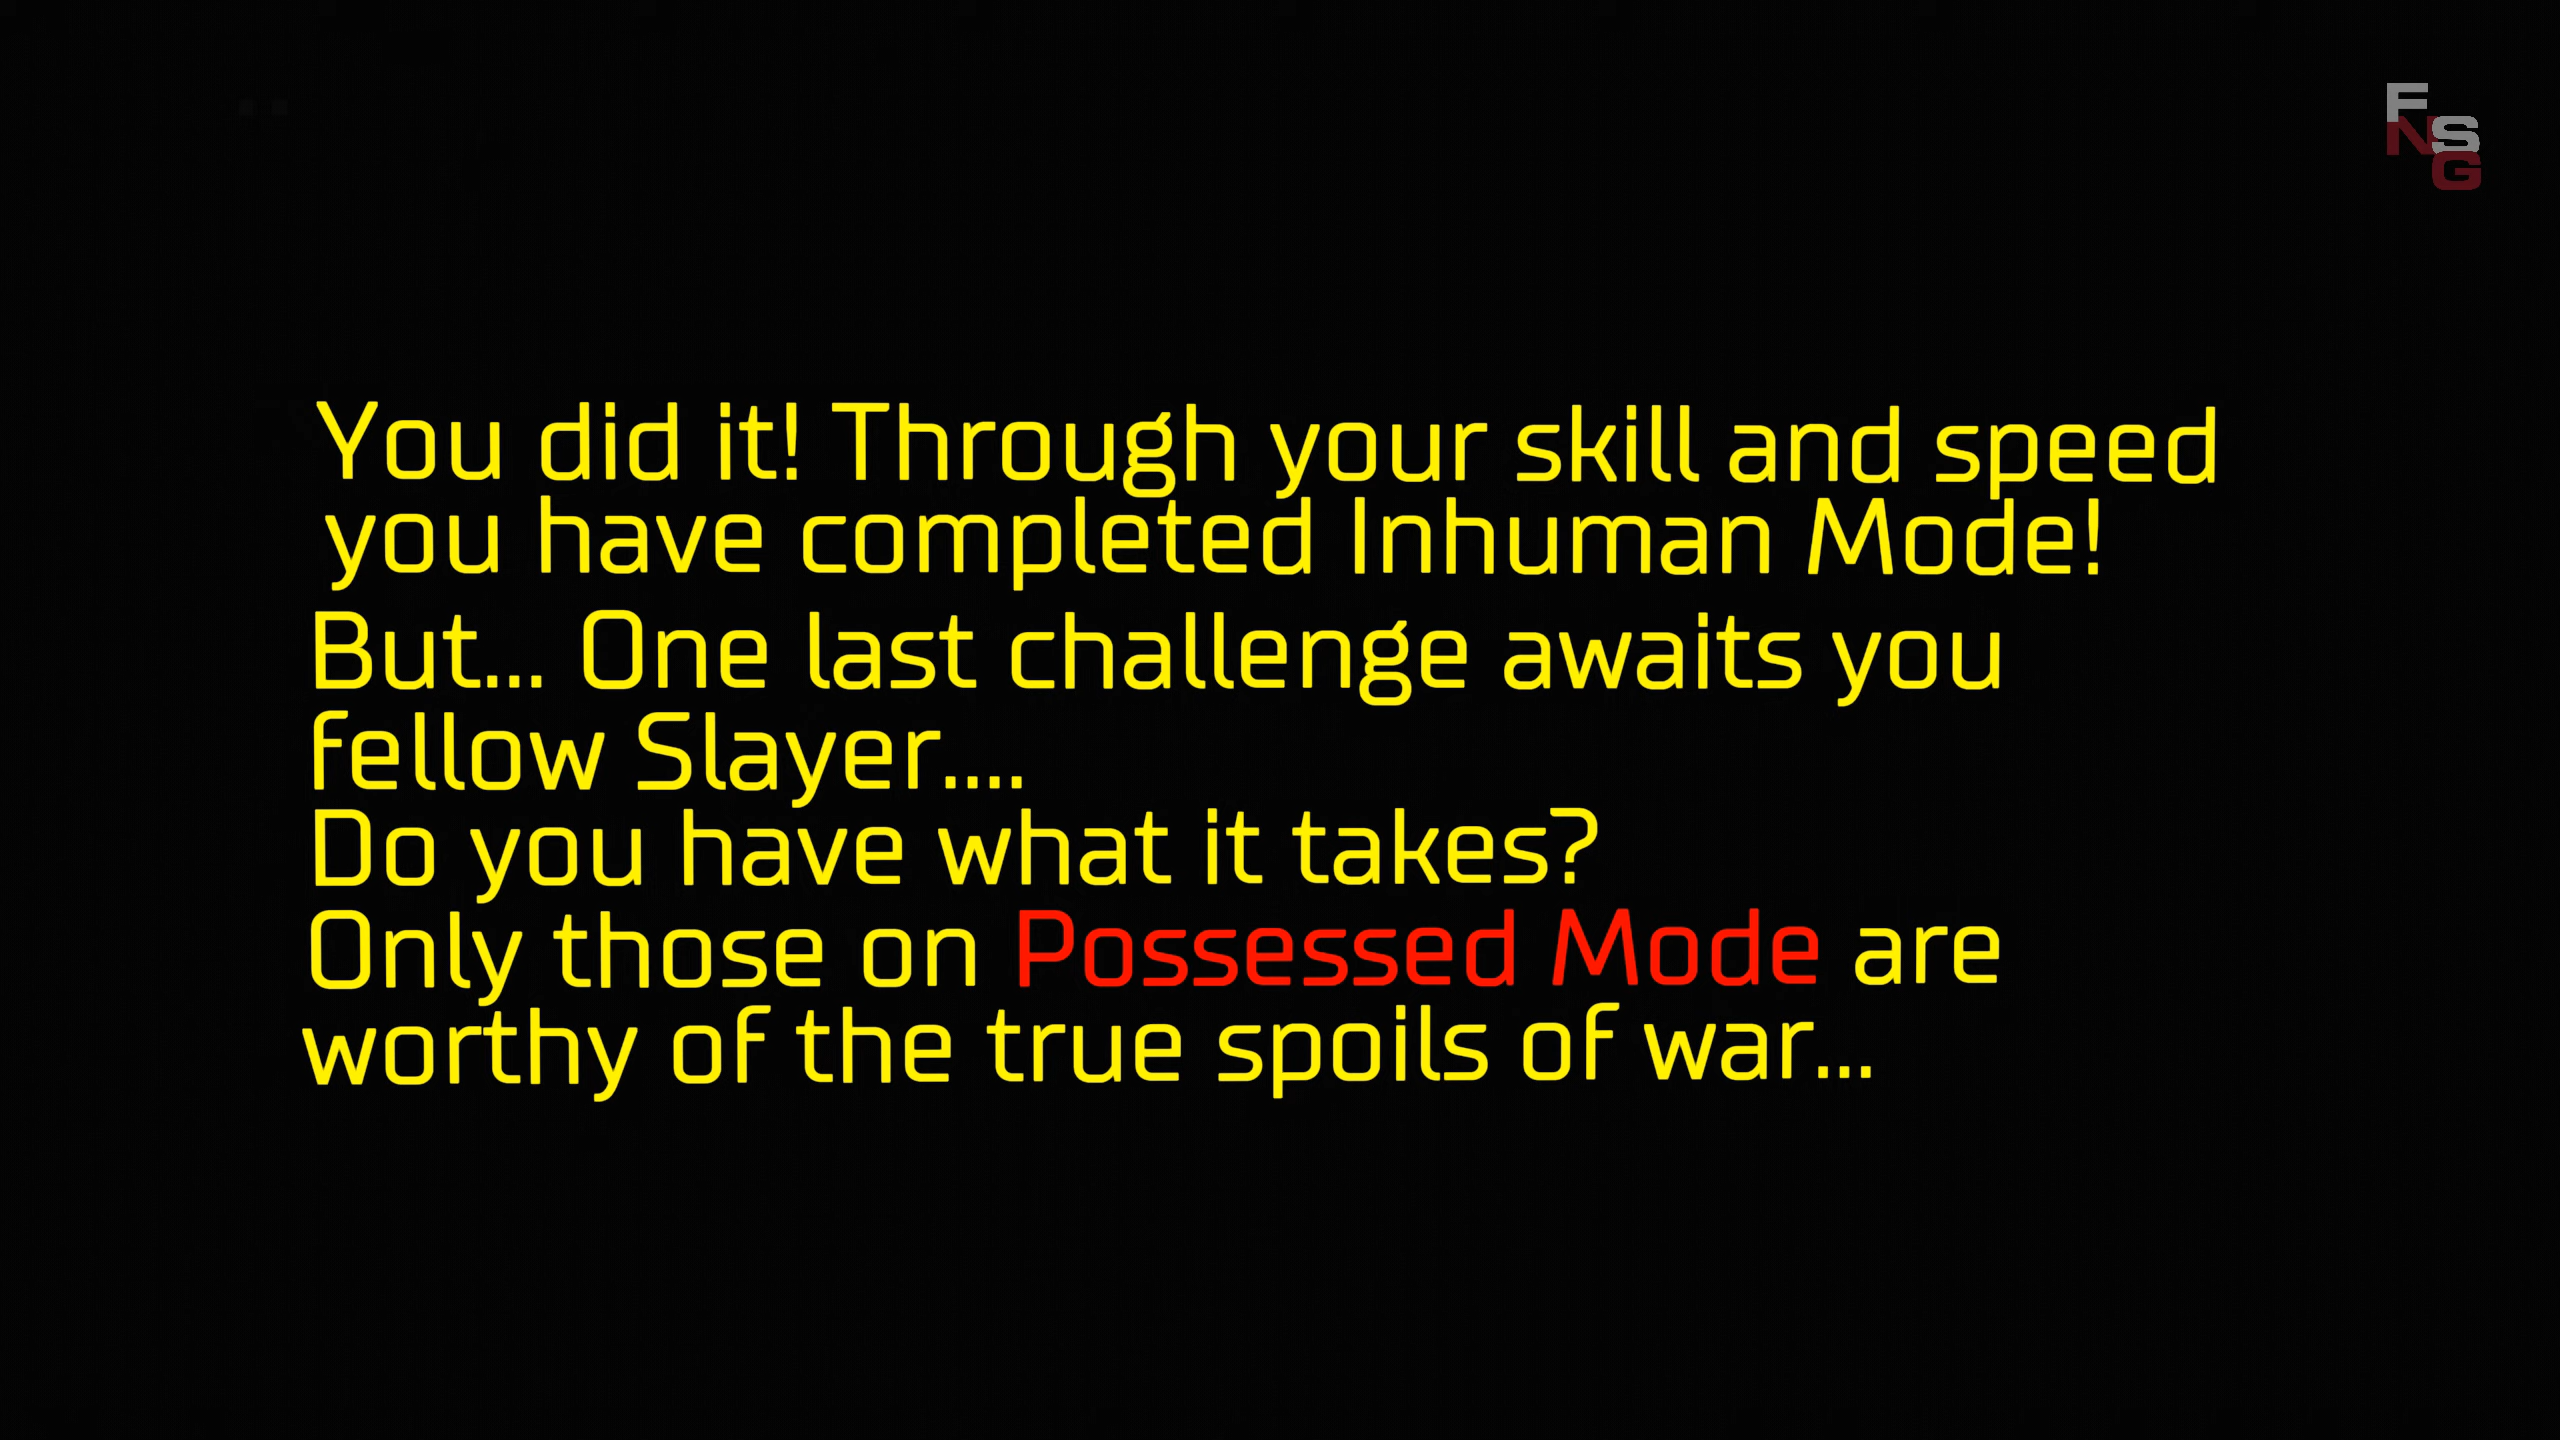 F
NS
G
You did it! Through your skill and speed
you have completed Inhuman Mode!
But... One last challenge awaits you
fellow Slayer....
Do you have what it takes?
Only those on Possessed Mode are
worthy of the true spoils of war...